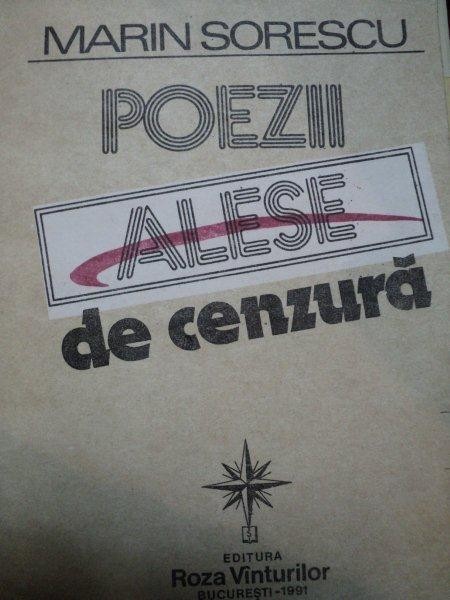 MARIN SORESCU
POEZII
ALESE
de cenzură
EDITURA
Roza Vînturilor
BUCUREȘTI-1991